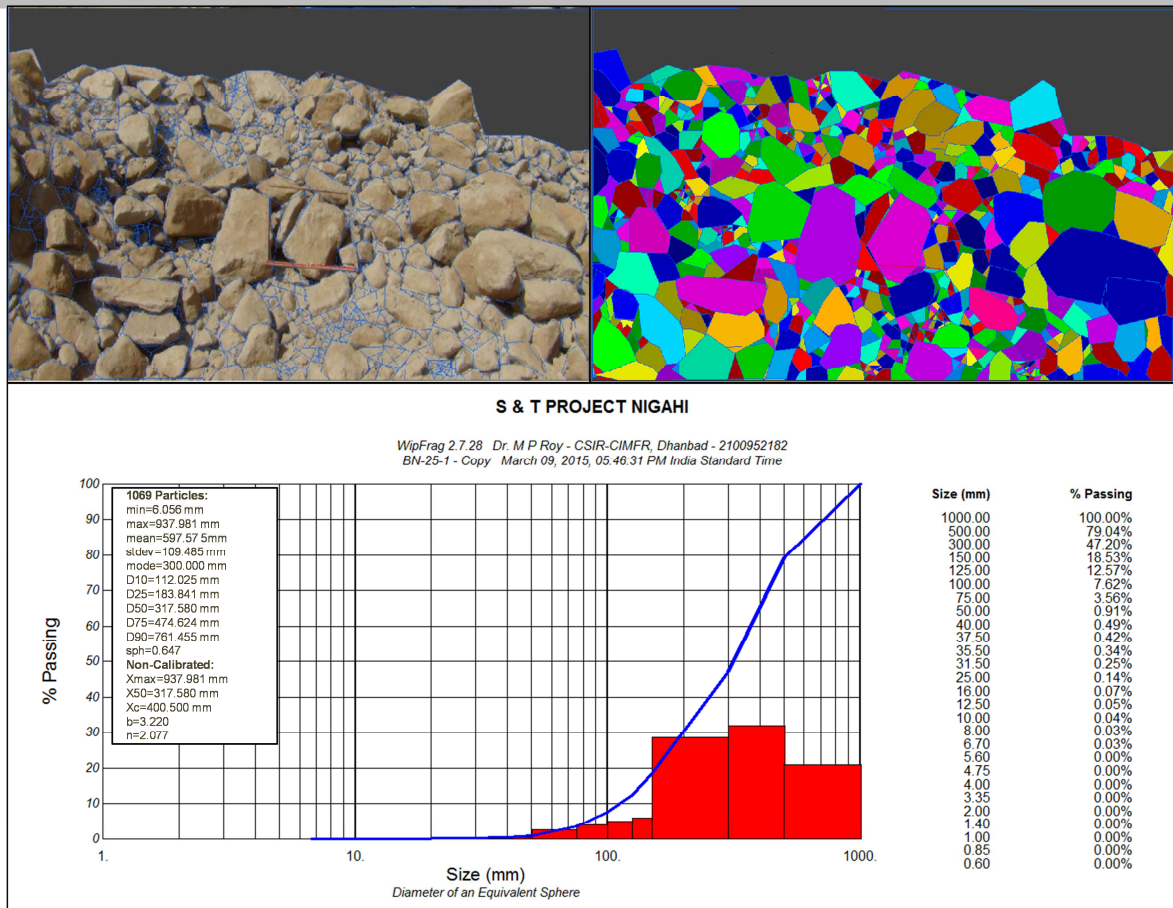 S & T PROJECT NIGAHI
WipFrag 2.7.28 Dr. M P Roy - CSIR-CIMFR, Dhanbad - 2100952182
BN-25-1 - Copy March 09, 2015, 05:46:31 PM India Standard Time
1069 Particles:
min=6.056 mm
max=937.981 mm
mean=597.57 5mm
stdev=109.485 mm
mode=300.000 mm
D10=112.025 mm
D25=183.841 mm
D50=317.580 mm
D75=474.624 mm
D90=761.455 mm
sph=0.647
Non-Calibrated:
Xmax=937.981 mm
X50=317.580 mm
Xc=400.500 mm
b=3.220
n=2.077
% Passing
100
90
80
70
60
50
40
30
20
10
0
1.
10.
100.
1000.
Size (mm)
Diameter of an Equivalent Sphere
Size (mm) % Passing
1000.00 100.00%
500.00 79.04%
300.00 47.20%
150.00 18.53%
125.00 12.57%
100.00 7.62%
75.00 3.56%
50.00 0.91%
40.00 0.49%
37.50 0.42%
35.50 0.34%
31.50 0.25%
25.00 0.14%
16.00 0.07%
12.50 0.05%
10.00 0.04%
8.00 0.03%
6.70 0.03%
5.60 0.00%
4.75 0.00%
4.00 0.00%
3.35 0.00%
2.00 0.00%
1.40 0.00%
1.00 0.00%
0.85 0.00%
0.60 0.00%